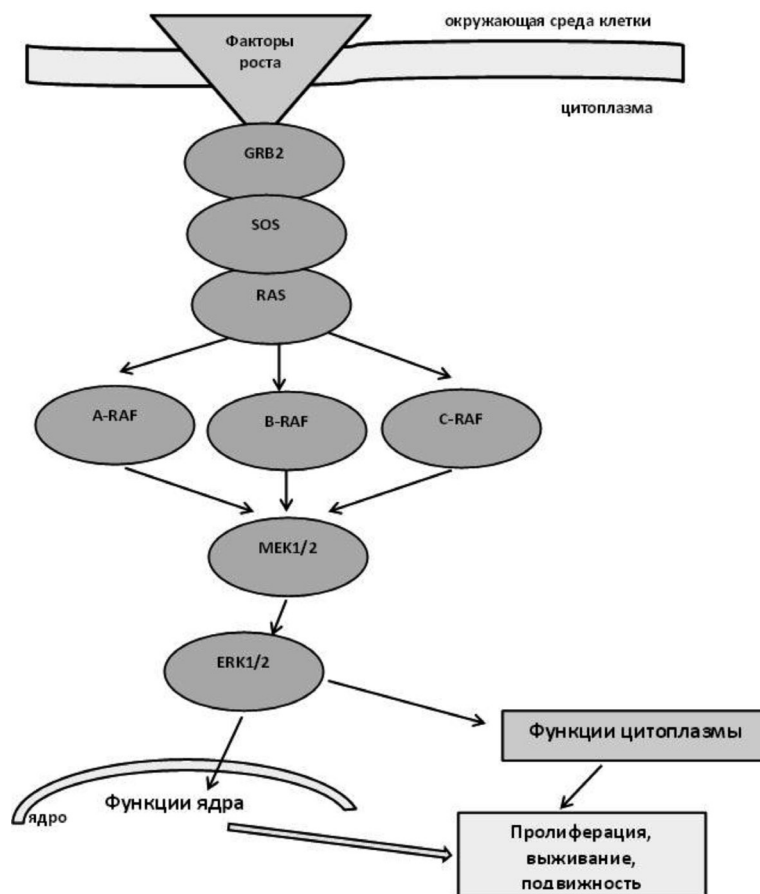 окружающая среда клетки
Факторы
роста
цитоплазма
GRB2
SOS
RAS
A-RAF
B-RAF
C-RAF
MEK1/2
ERK1/2
Функции цитоплазмы
Функции ядра
ядро
Пролиферация,
выживание,
подвижность